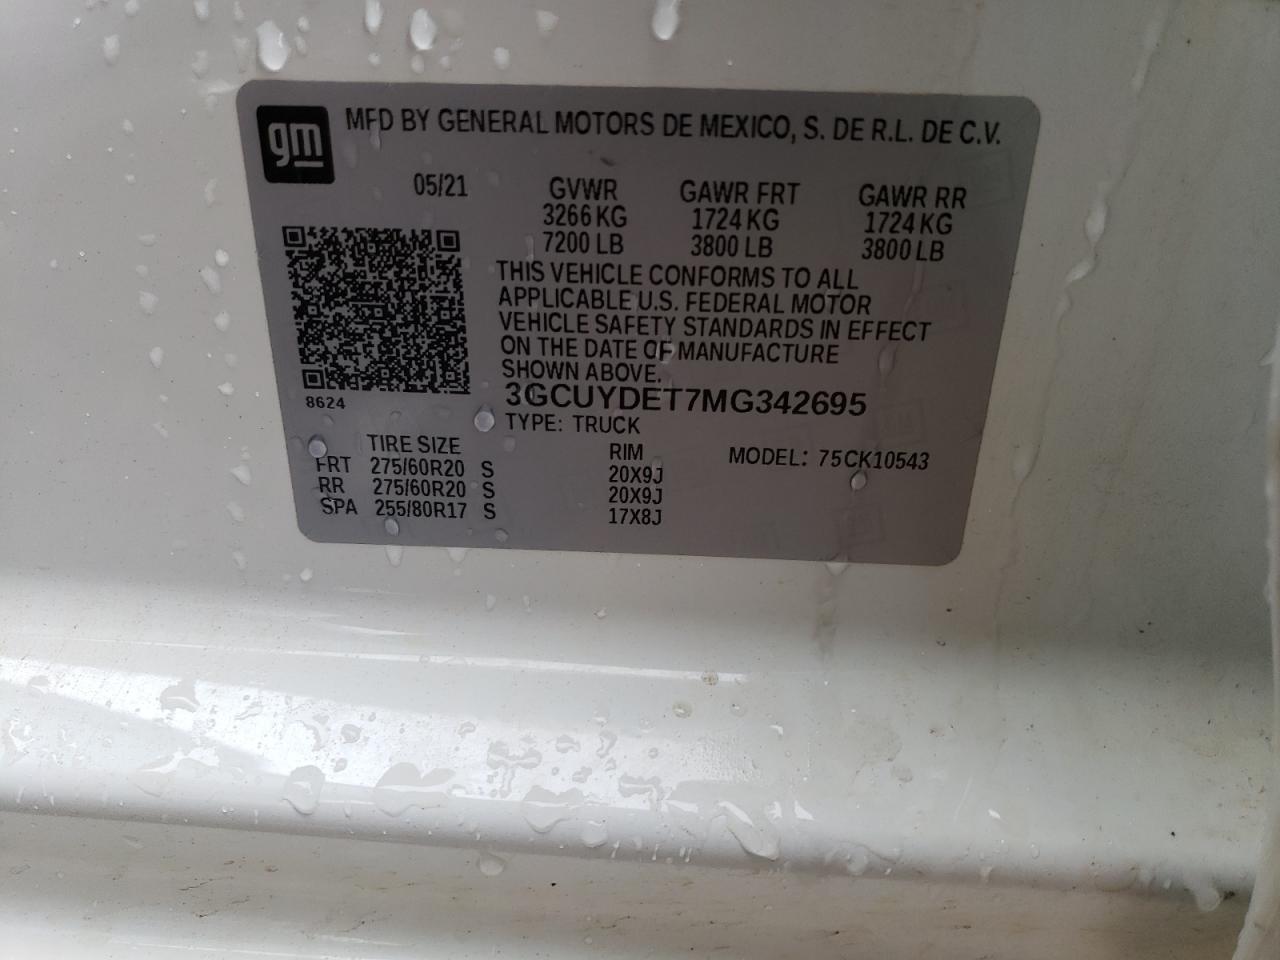 gm
MFD BY GENERAL MOTORS DE MEXICO, S. DE R.L. DE C.V.
05/21 GVWR GAWR FRT GAWR RR
3266 KG 1724 KG 1724 KG
7200 LB 3800 LB 3800 LB
THIS VEHICLE CONFORMS TO ALL
APPLICABLE U.S. FEDERAL MOTOR
VEHICLE SAFETY STANDARDS IN EFFECT
ON THE DATE OF MANUFACTURE
SHOWN ABOVE.
8624 3GCUYDET7MG342695
TYPE: TRUCK
TIRE SIZE RIM MODEL: 75CK10543
FRT 275/60R20 S 20X9J
RR 275/60R20 S 20X9J
SPA 255/80R17 S 17X8J